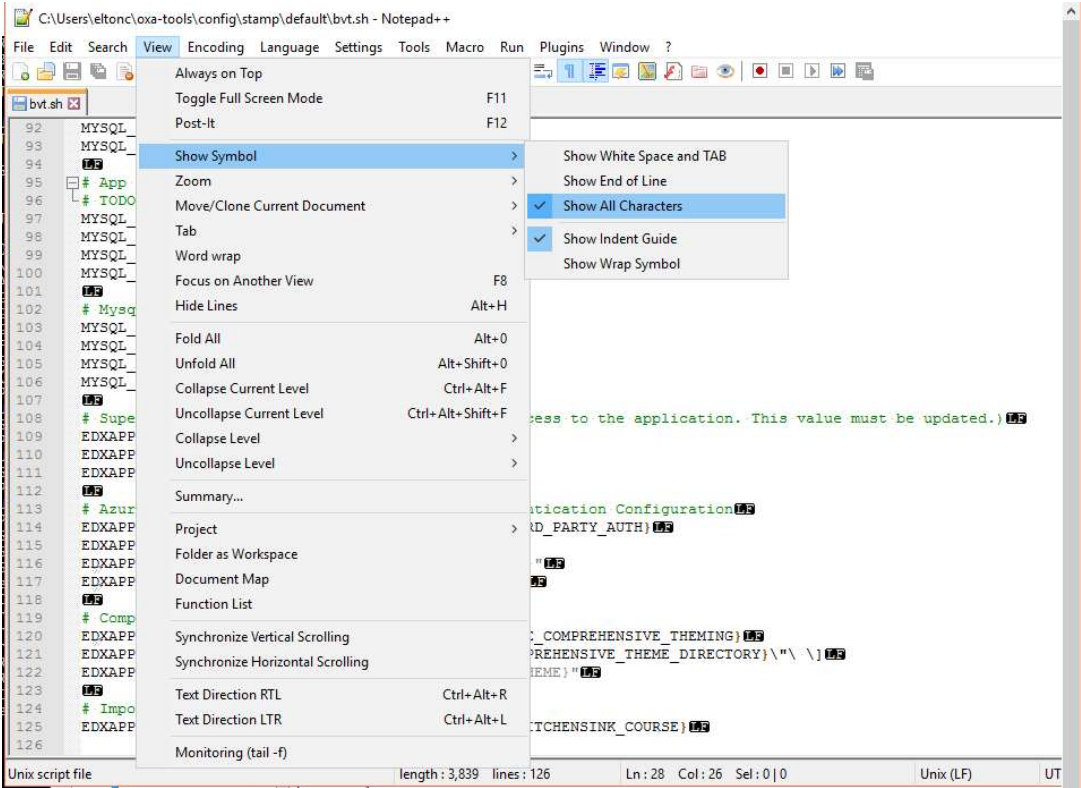 C:\Users\eltonc\oxa-tools\config\stamp\default\bvt.sh - Notepad++
File Edit Search View Encoding Language Settings Tools Macro Run Plugins Window ?
bvt.sh
Always on Top
Toggle Full Screen Mode F11
Post-It F12
Show Symbol >
Zoom >
Move/Clone Current Document >
Tab >
Word wrap
Focus on Another View F8
Hide Lines Alt+H
Fold All Alt+0
Unfold All Alt+Shift+0
Collapse Current Level Ctrl+Alt+F
Uncollapse Current Level Ctrl+Alt+Shift+F
Collapse Level >
Uncollapse Level >
Summary...
Project >
Folder as Workspace
Document Map
Function List
Synchronize Vertical Scrolling
Synchronize Horizontal Scrolling
Text Direction RTL Ctrl+Alt+R
Text Direction LTR Ctrl+Alt+L
Monitoring (tail -f)
Show White Space and TAB
Show End of Line
Show All Characters
Show Indent Guide
Show Wrap Symbol
92 MYSQL_
93 MYSQL_
94 LF
95 # App
96 # TODO
97 MYSQL_
98 MYSQL_
99 MYSQL_
100 MYSQL_
101 LF
102 # Mysq
103 MYSQL_
104 MYSQL_
105 MYSQL_
106 MYSQL_
107 LF
108 # Supe cess to the application. This value must be updated.)LF
109 EDXAPP
110 EDXAPP
111 EDXAPP
112 LF
113 # Azur ntication ConfigurationLF
114 EDXAPP RD_PARTY_AUTH}LF
115 EDXAPP
116 EDXAPP "LF
117 EDXAPP LF
118 LF
119 # Comp
120 EDXAPP _COMPREHENSIVE_THEMING}LF
121 EDXAPP PREHENSIVE_THEME_DIRECTORY}\"\ \]LF
122 EDXAPP HEME}"LF
123 LF
124 # Impo
125 EDXAPP ITCHENSINK_COURSE}LF
126
Unix script file length : 3,839 lines : 126 Ln : 28 Col : 26 Sel : 0 | 0 Unix (LF) UT